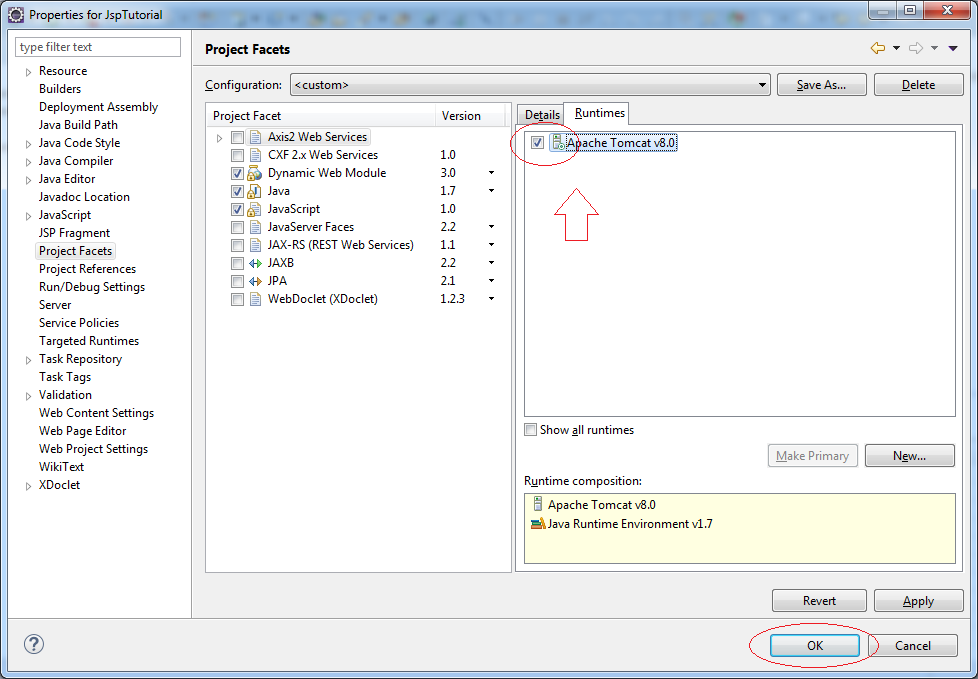 Properties for JspTutorial
type filter text
Resource
Builders
Deployment Assembly
Java Build Path
Java Code Style
Java Compiler
Java Editor
Javadoc Location
JavaScript
JSP Fragment
Project Facets
Project References
Run/Debug Settings
Server
Service Policies
Targeted Runtimes
Task Repository
Task Tags
Validation
Web Content Settings
Web Page Editor
Web Project Settings
WikiText
XDoclet
Project Facets
Configuration: <custom> Save As... Delete
Project Facet Version
Axis2 Web Services
CXF 2.x Web Services 1.0
Dynamic Web Module 3.0
Java 1.7
JavaScript 1.0
JavaServer Faces 2.2
JAX-RS (REST Web Services) 1.1
JAXB 2.2
JPA 2.1
WebDoclet (XDoclet) 1.2.3
Details Runtimes
Apache Tomcat v8.0
Show all runtimes
Make Primary New...
Runtime composition:
Apache Tomcat v8.0
Java Runtime Environment v1.7
Revert Apply
OK Cancel